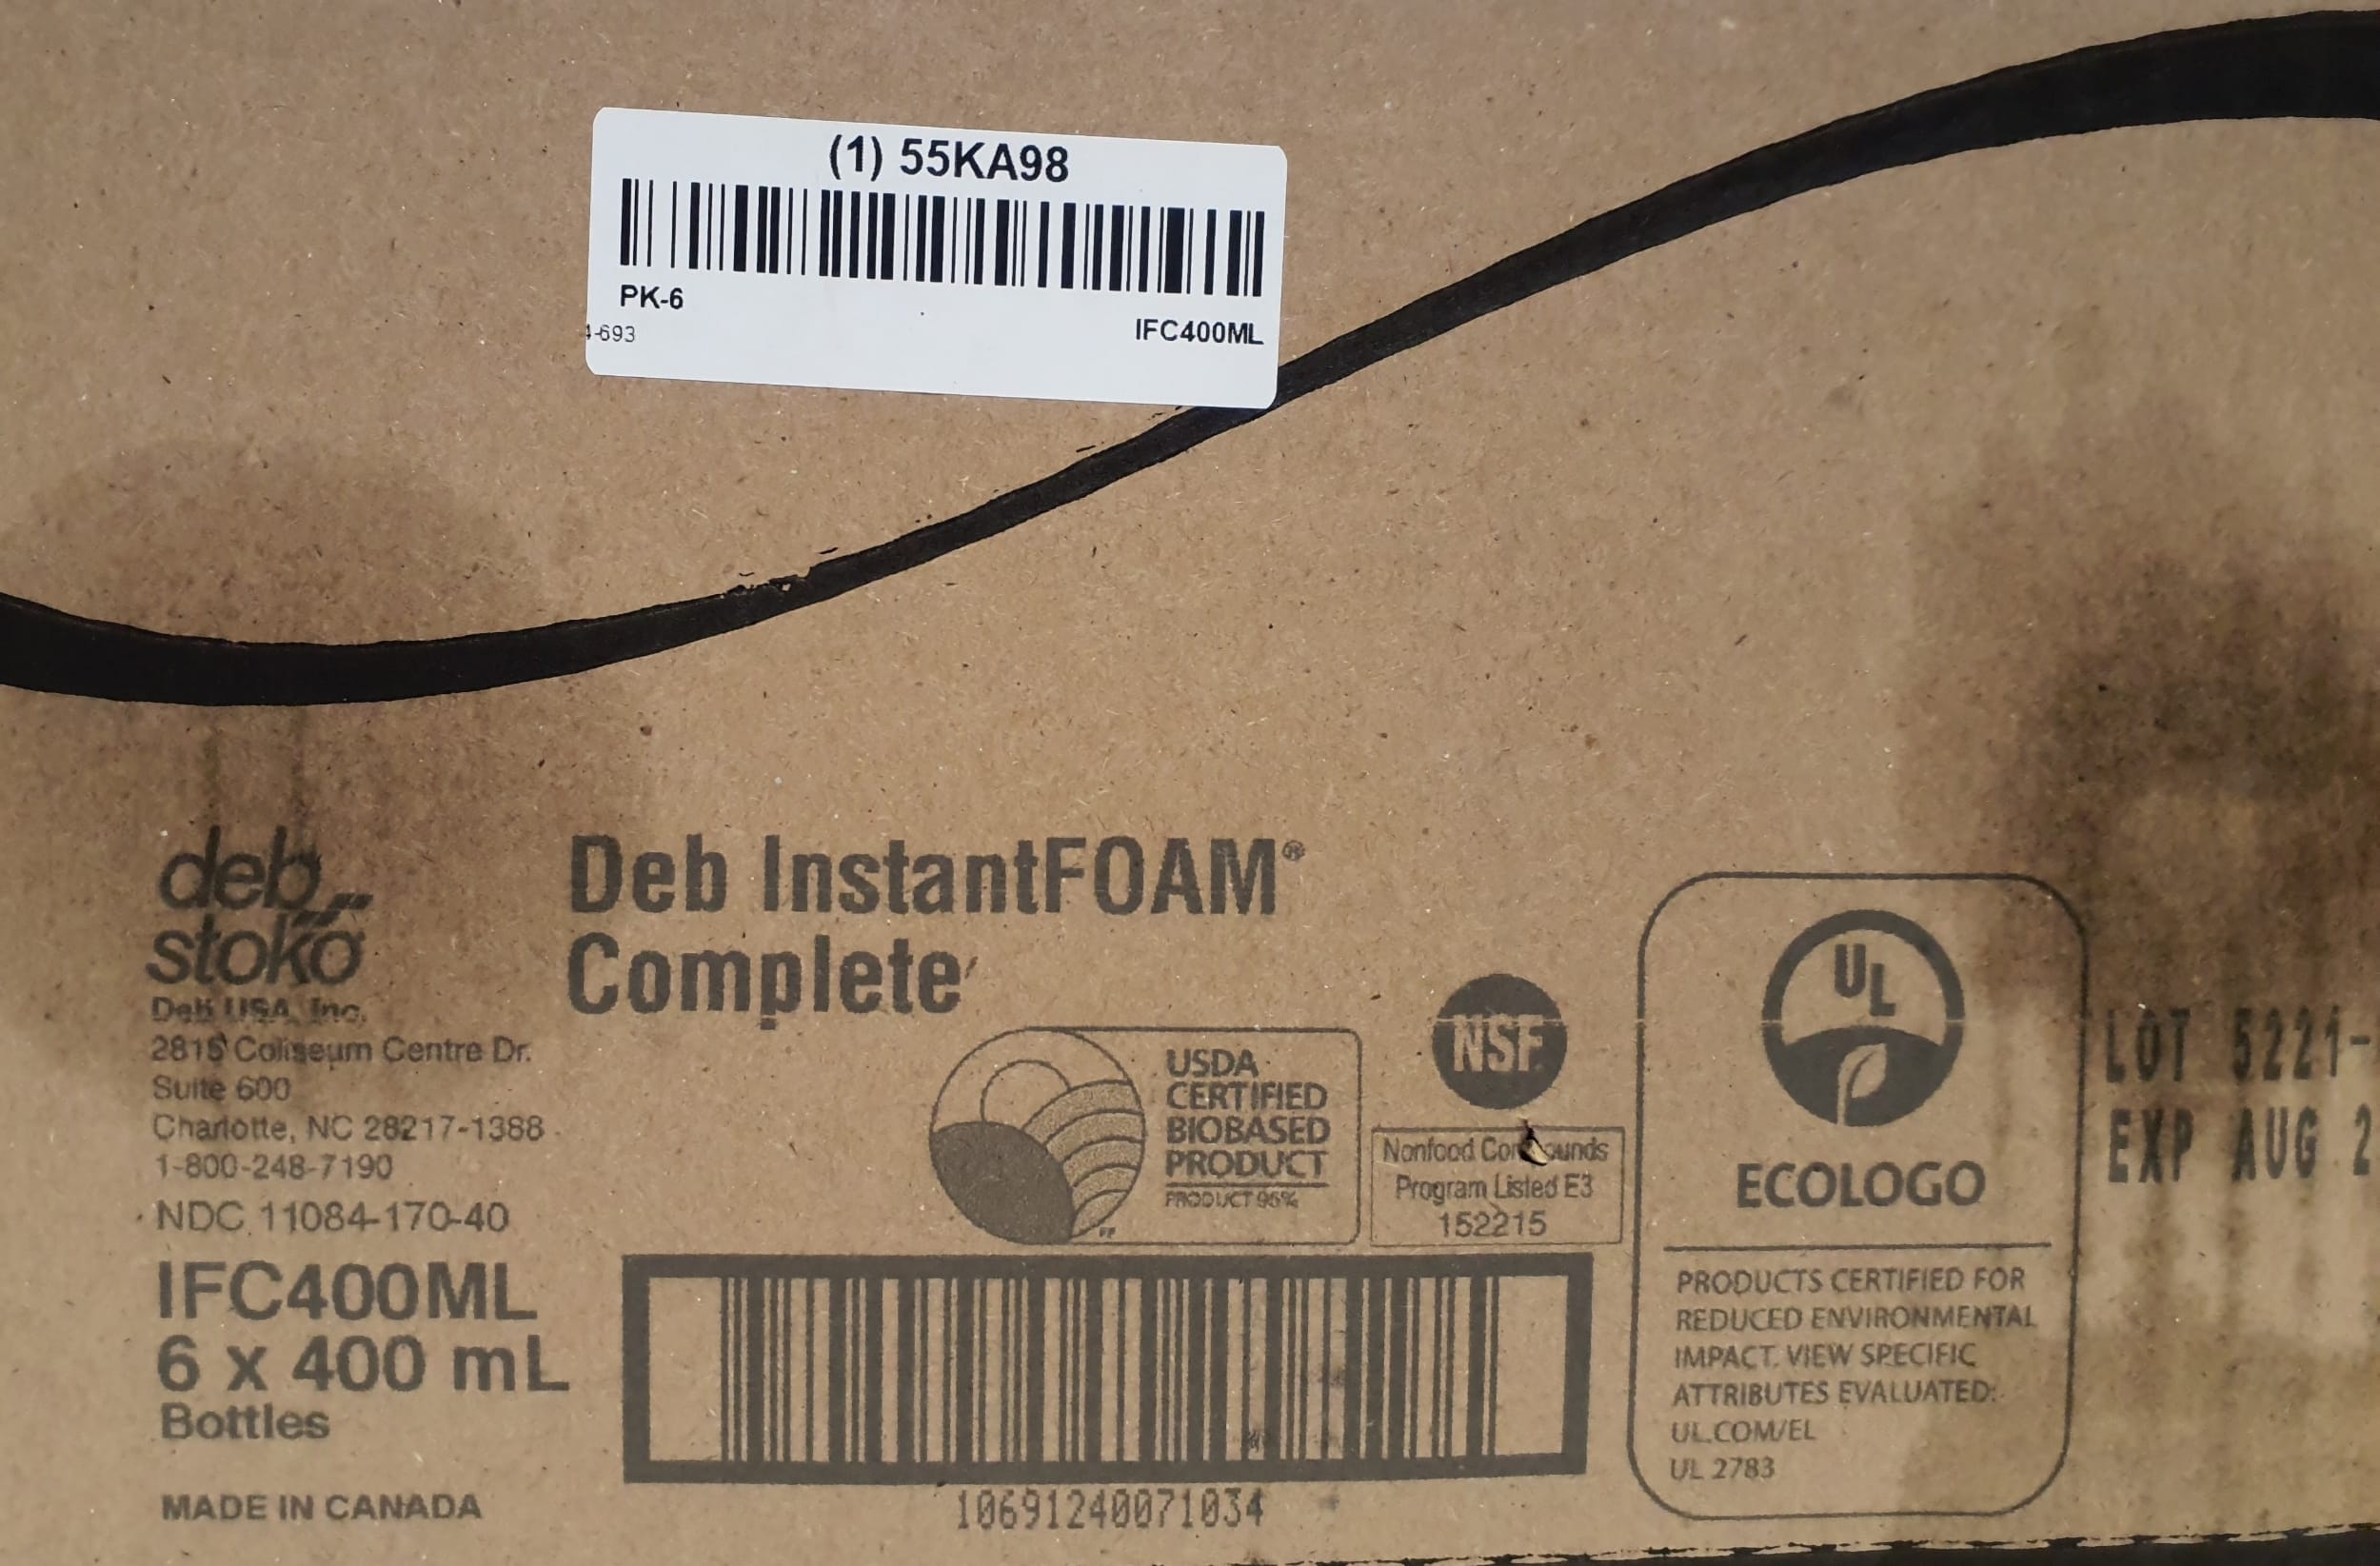 (1) 55KA98
PK-6
4-693
IFC400ML
deb
stoko
Deb USA, Inc.
2815 Coliseum Centre Dr.
Suite 600
Charlotte, NC 28217-1388
1-800-248-7190
NDC 11084-170-40
IFC400ML
6 x 400 mL
Bottles
MADE IN CANADA
Deb InstantFOAM®
Complete
USDA
CERTIFIED
BIOBASED
PRODUCT
PRODUCT 95%
NSF
Nonfood Compounds
Program Listed E3
152215
10691240071034
UL
ECOLOGO
PRODUCTS CERTIFIED FOR
REDUCED ENVIRONMENTAL
IMPACT. VIEW SPECIFIC
ATTRIBUTES EVALUATED:
UL.COM/EL
UL 2783
LOT 5221-
EXP AUG 2